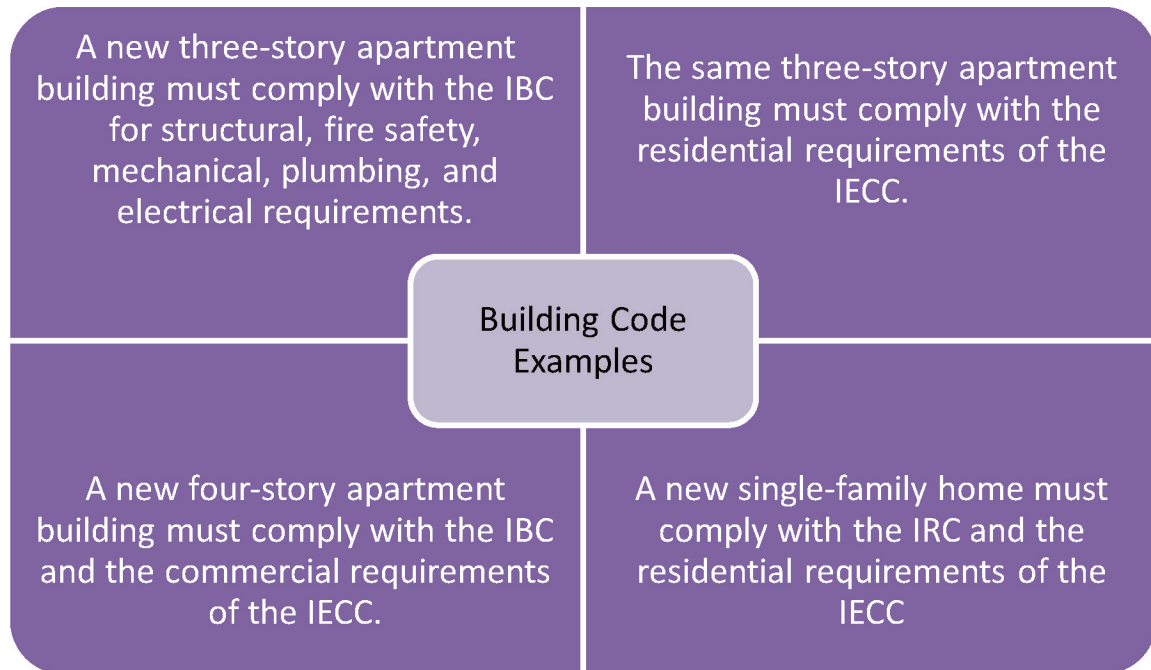 A new three-story apartment
building must comply with the IBC
for structural, fire safety,
mechanical, plumbing, and
electrical requirements.
The same three-story apartment
building must comply with the
residential requirements of the
IECC.
Building Code
Examples
A new four-story apartment
building must comply with the IBC
and the commercial requirements
of the IECC.
A new single-family home must
comply with the IRC and the
residential requirements of the
IECC